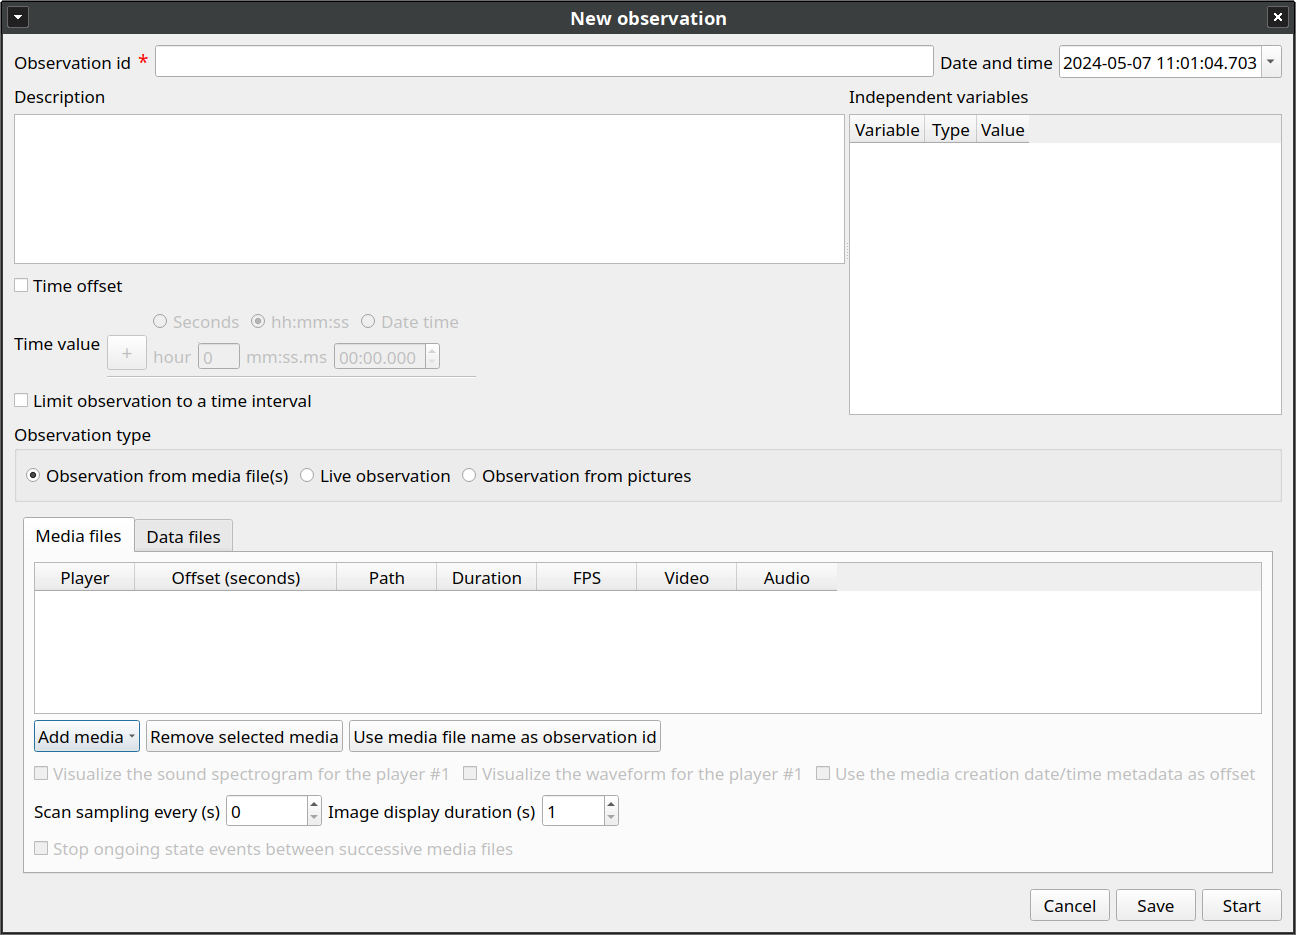 New observation
Observation id * Date and time 2024-05-07 11:01:04.703
Description Independent variables
Variable Type Value
Time offset
Seconds hh:mm:ss Date time
Time value + hour 0 mm:ss.ms 00:00.000
Limit observation to a time interval
Observation type
Observation from media file(s) Live observation Observation from pictures
Media files Data files
Player Offset (seconds) Path Duration FPS Video Audio
Add media Remove selected media Use media file name as observation id
Visualize the sound spectrogram for the player #1 Visualize the waveform for the player #1 Use the media creation date/time metadata as offset
Scan sampling every (s) 0 Image display duration (s) 1
Stop ongoing state events between successive media files
Cancel Save Start